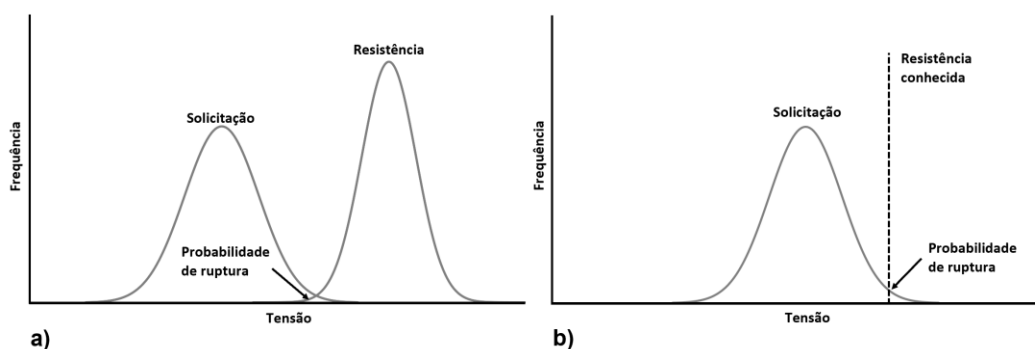 Frequência
Solicitação
Resistência
Probabilidade
de ruptura
Tensão
a)
Frequência
Solicitação
Resistência
conhecida
Probabilidade
de ruptura
Tensão
b)